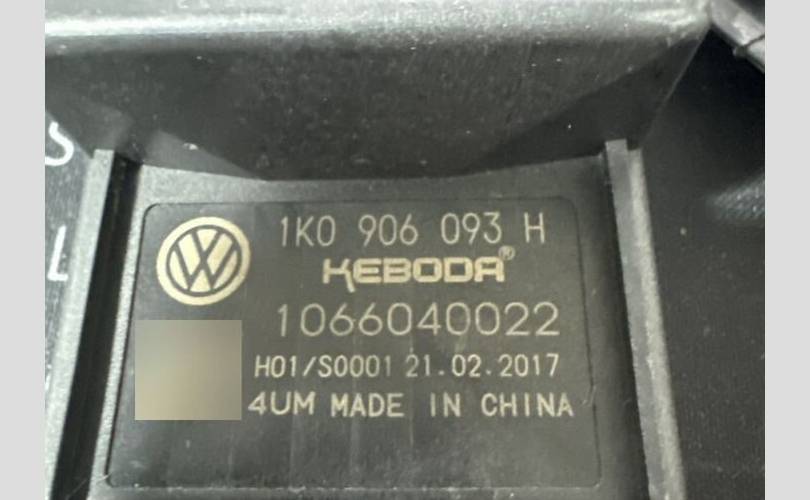 S
L
1K0 906 093 H
KEBODA®
1066040022
H01/S0001 21.02.2017
4UM MADE IN CHINA